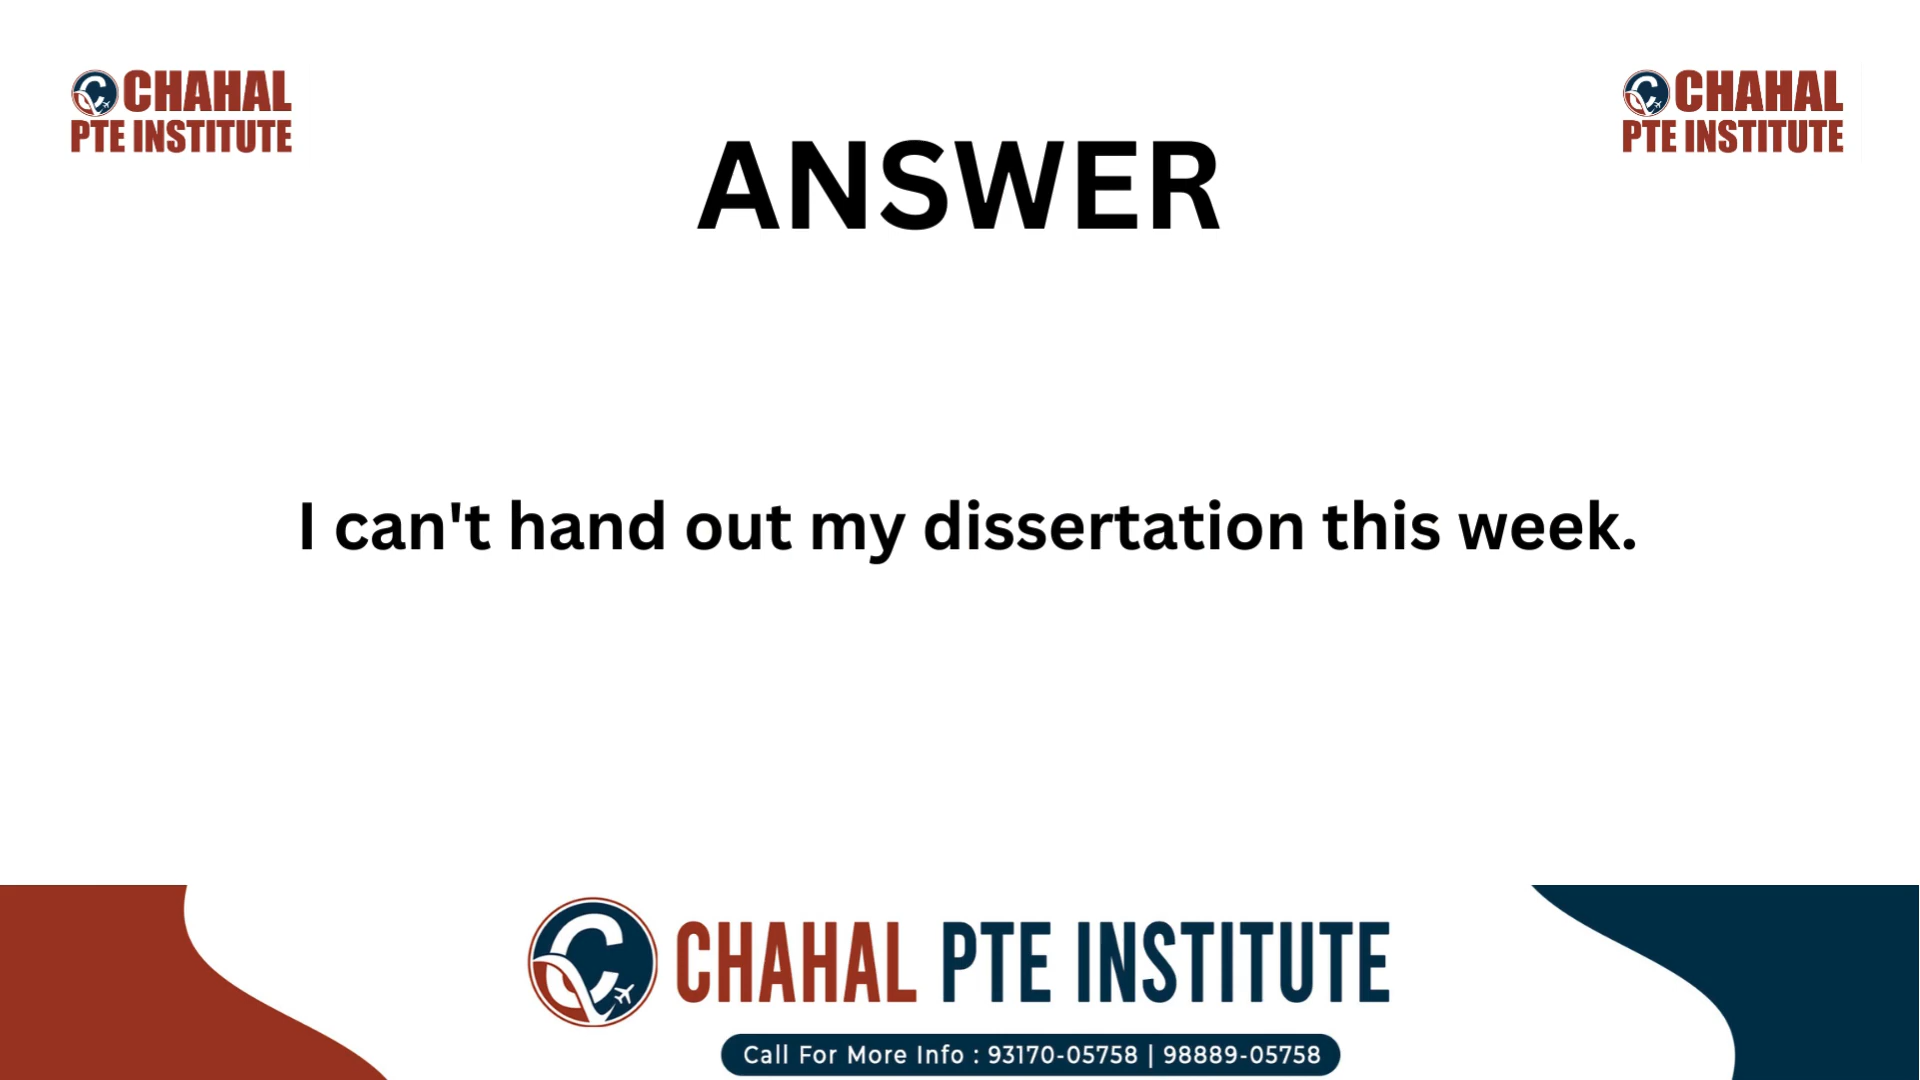 CHAHAL
PTE INSTITUTE
CHAHAL
PTE INSTITUTE
ANSWER
I can't hand out my dissertation this week.
CHAHAL PTE INSTITUTE
Call For More Info : 93170-05758 | 98889-05758